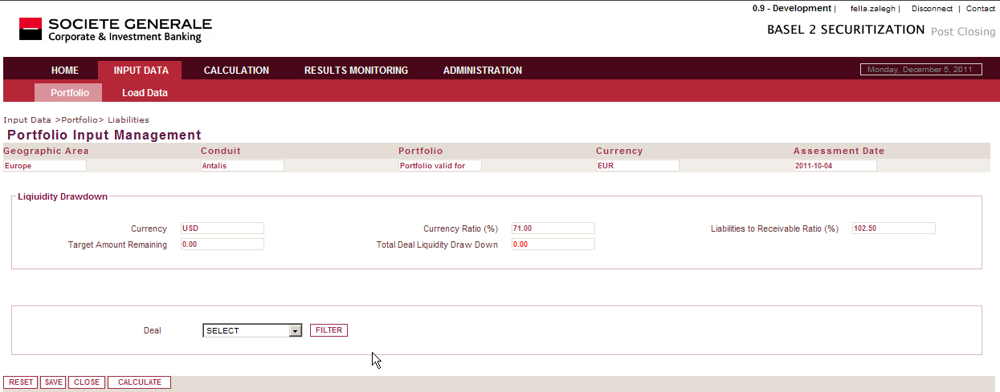 0.9 - Development | fella.zalegh | Disconnect | Contact
SOCIETE GENERALE
Corporate & Investment Banking
BASEL 2 SECURITIZATION Post Closing
HOME INPUT DATA CALCULATION RESULTS MONITORING ADMINISTRATION Monday, December 5, 2011
Portfolio Load Data
Input Data >Portfolio> Liabilities
Portfolio Input Management
Geographic Area Conduit Portfolio Currency Assessment Date
Europe Antalis Portfolio valid for EUR 2011-10-04
Liqiuidity Drawdown
Currency USD Currency Ratio (%) 71.00 Liabilities to Receivable Ratio (%) 102.50
Target Amount Remaining 0.00 Total Deal Liquidity Draw Down 0.00
Deal SELECT FILTER
RESET SAVE CLOSE CALCULATE